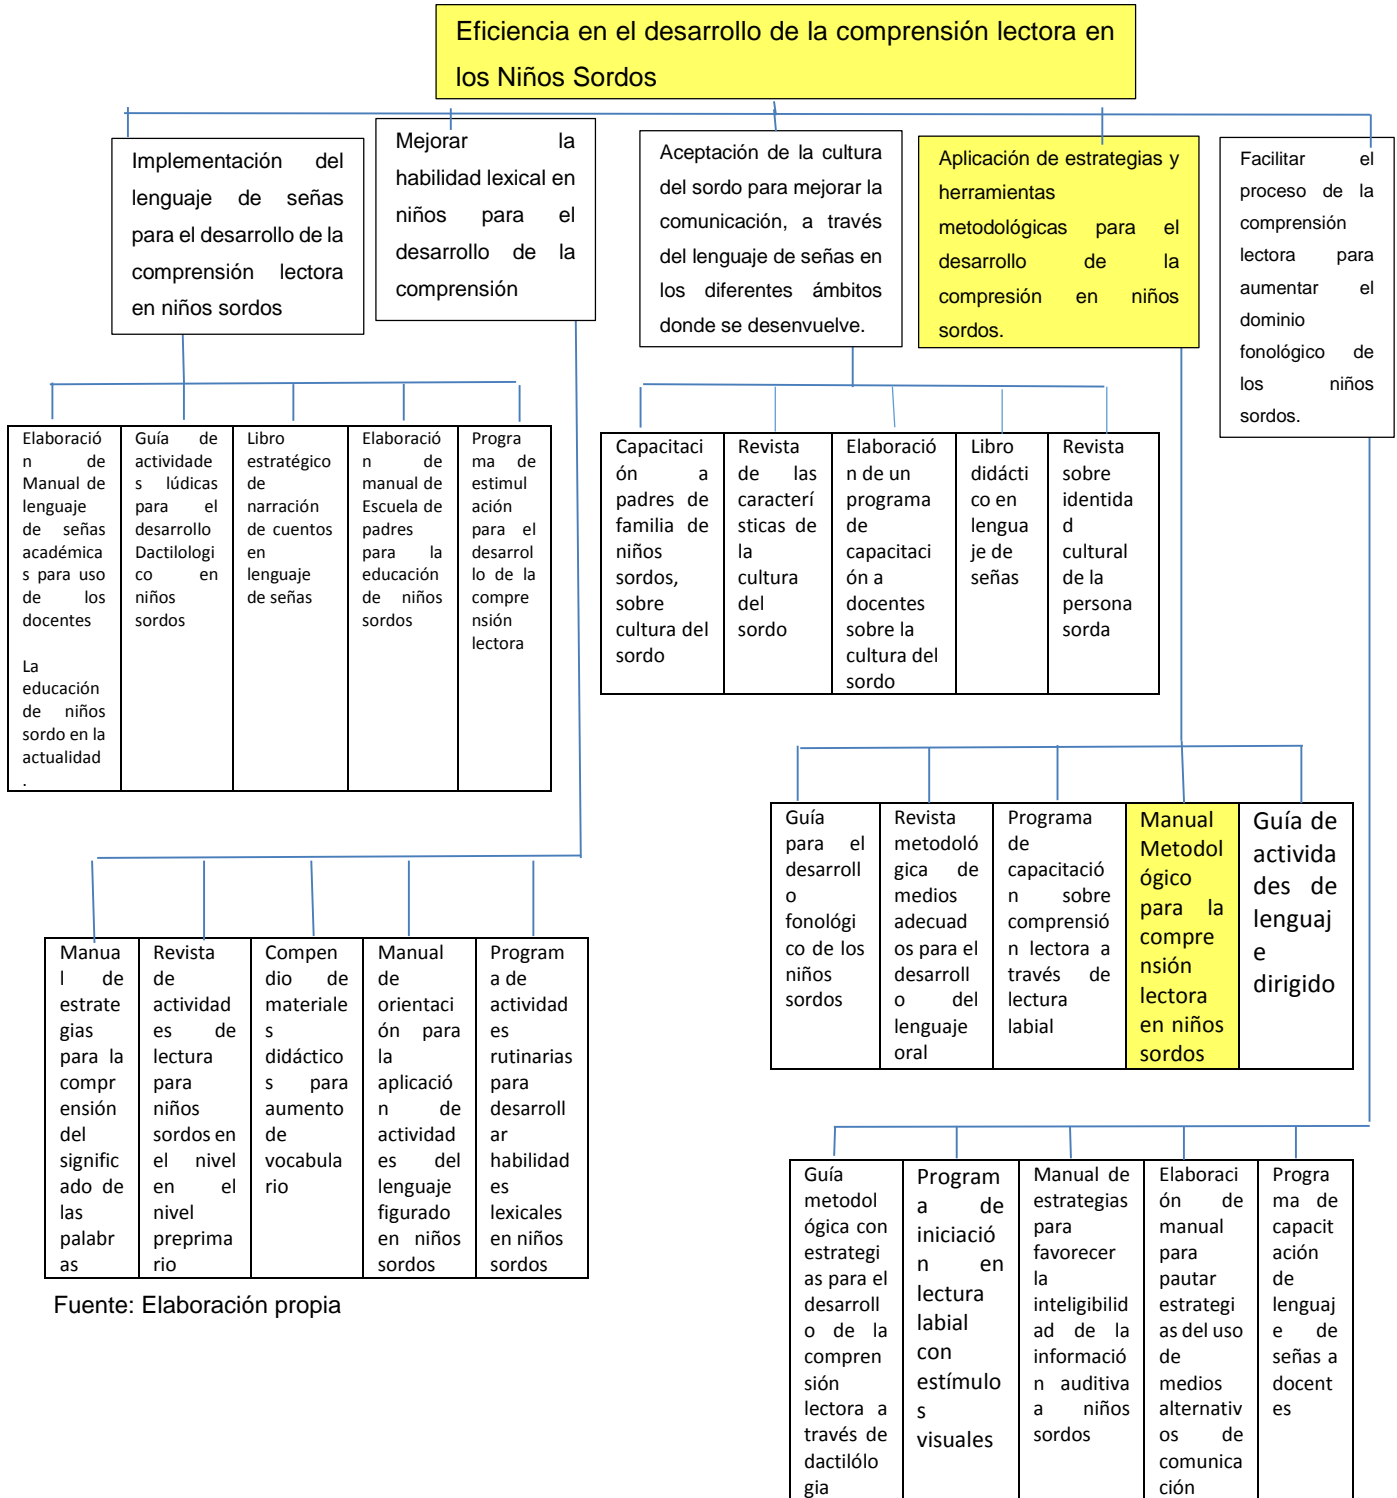 Eficiencia en el desarrollo de la comprensión lectora en
los Niños Sordos
Implementación del
lenguaje de señas
para el desarrollo de la
comprensión lectora
en niños sordos
Mejorar la
habilidad lexical en
niños para el
desarrollo de la
comprensión
Aceptación de la cultura
del sordo para mejorar la
comunicación, a través
del lenguaje de señas en
los diferentes ámbitos
donde se desenvuelve.
Aplicación de estrategias y
herramientas
metodológicas para el
desarrollo de la
compresión en niños
sordos.
Facilitar el
proceso de la
comprensión
lectora para
aumentar el
dominio
fonológico de
los niños
sordos.
Elaboració
n de
Manual de
lenguaje
de señas
académica
s para uso
de los
docentes
La
educación
de niños
sordo en la
actualidad
.
Guía de
actividade
s lúdicas
para el
desarrollo
Dactilologi
co en
niños
sordos
Libro
estratégico
de
narración
de cuentos
en
lenguaje
de señas
Elaboració
n de
manual de
Escuela de
padres
para la
educación
de niños
sordos
Progra
ma de
estimul
ación
para el
desarrol
lo de la
compre
nsión
lectora
Capacitaci
ón a
padres de
familia de
niños
sordos,
sobre
cultura del
sordo
Revista
de las
caracterí
sticas de
la
cultura
del
sordo
Elaboració
n de un
programa
de
capacitaci
ón a
docentes
sobre la
cultura del
sordo
Libro
didácti
co en
lengua
je de
señas
Revista
sobre
identida
d
cultural
de la
persona
sorda
Guía
para el
desarroll
o
fonológi
co de los
niños
sordos
Revista
metodoló
gica de
medios
adecuad
os para el
desarroll
o del
lenguaje
oral
Programa
de
capacitació
n sobre
comprensió
n lectora a
través de
lectura
labial
Manual
Metodol
ógico
para la
compre
nsión
lectora
en niños
sordos
Guía de
activida
des de
lenguaj
e
dirigido
Manua
l de
estrate
gias
para la
compr
ensión
del
signific
ado de
las
palabr
as
Revista
de
actividad
es de
lectura
para
niños
sordos en
el nivel
en el
nivel
preprima
rio
Compen
dio de
materiale
s
didáctico
s para
aumento
de
vocabula
rio
Manual
de
orientaci
ón para
la
aplicació
n de
actividad
es del
lenguaje
figurado
en niños
sordos
Program
a de
actividad
es
rutinarias
para
desarroll
ar
habilidad
es
lexicales
en niños
sordos
Fuente: Elaboración propia
Guía
metodol
ógica con
estrategi
as para el
desarroll
o de la
compren
sión
lectora a
través de
dactilólo
gia
Program
a de
iniciació
n en
lectura
labial
con
estímulo
s
visuales
Manual de
estrategias
para
favorecer
la
inteligibilid
ad de la
informació
n auditiva
a niños
sordos
Elaboraci
ón de
manual
para
pautar
estrategi
as del uso
de
medios
alternativ
os de
comunica
ción
Progra
ma de
capacit
ación
de
lenguaj
e de
señas a
docent
es